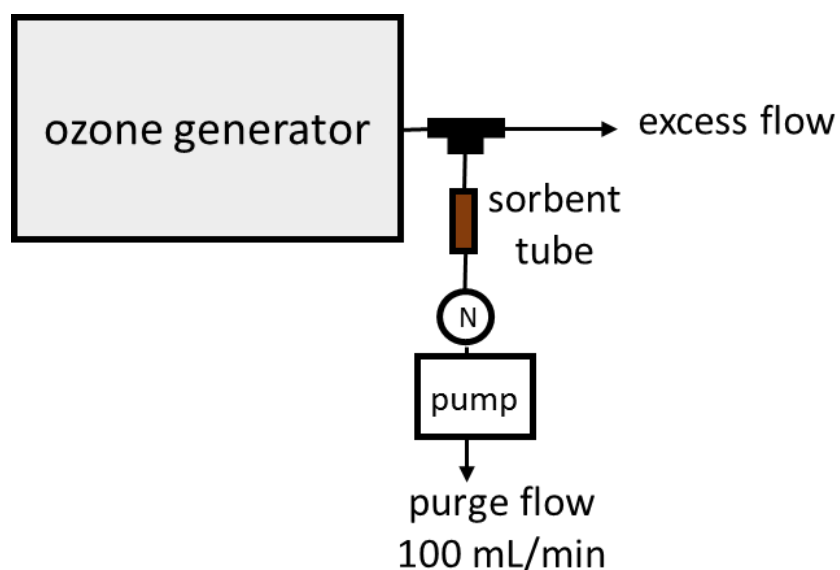 ozone generator
excess flow
sorbent
tube
N
pump
purge flow
100 mL/min